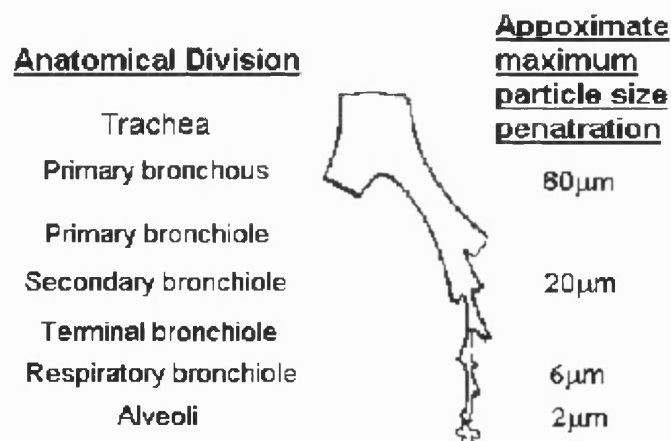 Anatomical Division
Appoximate
maximum
particle size
penatration
Trachea
Primary bronchous
60μm
Primary bronchiole
Secondary bronchiole
20μm
Terminal bronchiole
Respiratory bronchiole
6μm
Alveoli
2μm